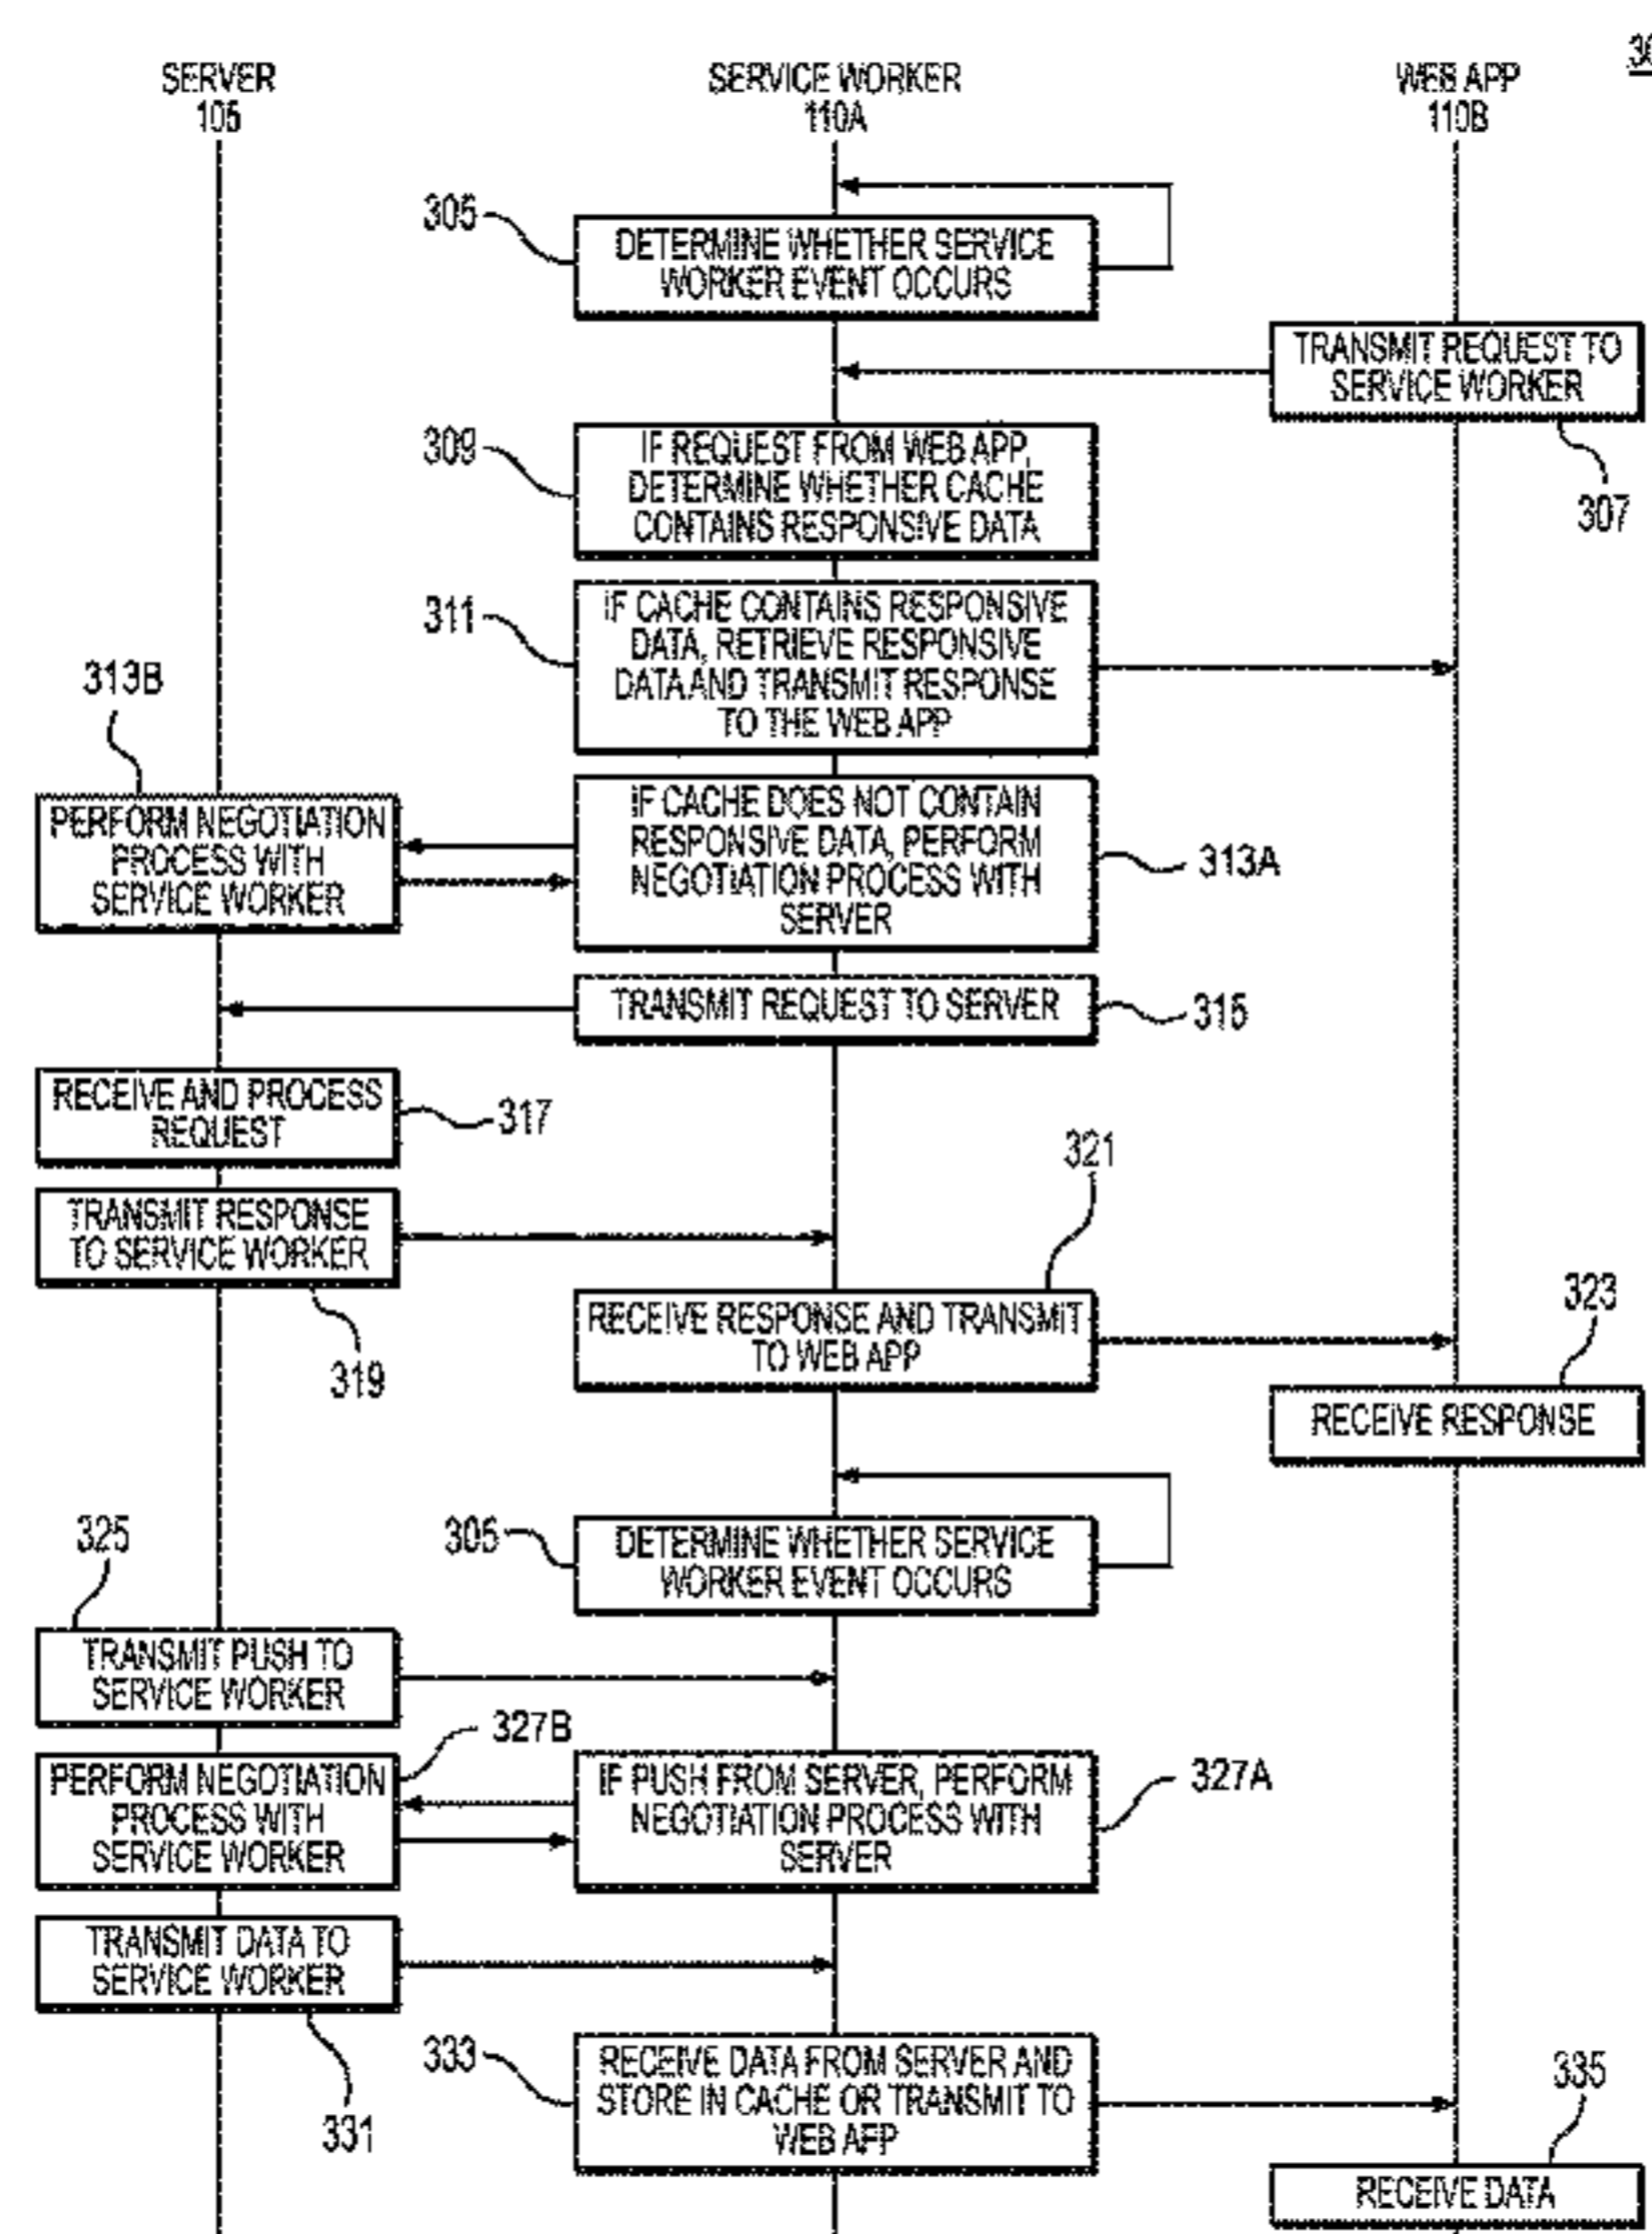 30
SERVER
105
SERVICE WORKER
110A
WEB APP
110B
305
DETERMINE WHETHER SERVICE
WORKER EVENT OCCURS
TRANSMIT REQUEST TO
SERVICE WORKER
307
309
IF REQUEST FROM WEB APP,
DETERMINE WHETHER CACHE
CONTAINS RESPONSIVE DATA
311
IF CACHE CONTAINS RESPONSIVE
DATA, RETRIEVE RESPONSIVE
DATA AND TRANSMIT RESPONSE
TO THE WEB APP
313B
PERFORM NEGOTIATION
PROCESS WITH
SERVICE WORKER
IF CACHE DOES NOT CONTAIN
RESPONSIVE DATA, PERFORM
NEGOTIATION PROCESS WITH
SERVER
313A
TRANSMIT REQUEST TO SERVER
315
RECEIVE AND PROCESS
REQUEST
317
TRANSMIT RESPONSE
TO SERVICE WORKER
319
321
RECEIVE RESPONSE AND TRANSMIT
TO WEB APP
323
RECEIVE RESPONSE
305
DETERMINE WHETHER SERVICE
WORKER EVENT OCCURS
325
TRANSMIT PUSH TO
SERVICE WORKER
327B
PERFORM NEGOTIATION
PROCESS WITH
SERVICE WORKER
IF PUSH FROM SERVER, PERFORM
NEGOTIATION PROCESS WITH
SERVER
327A
TRANSMIT DATA TO
SERVICE WORKER
331
333
RECEIVE DATA FROM SERVER AND
STORE IN CACHE OR TRANSMIT TO
WEB APP
335
RECEIVE DATA